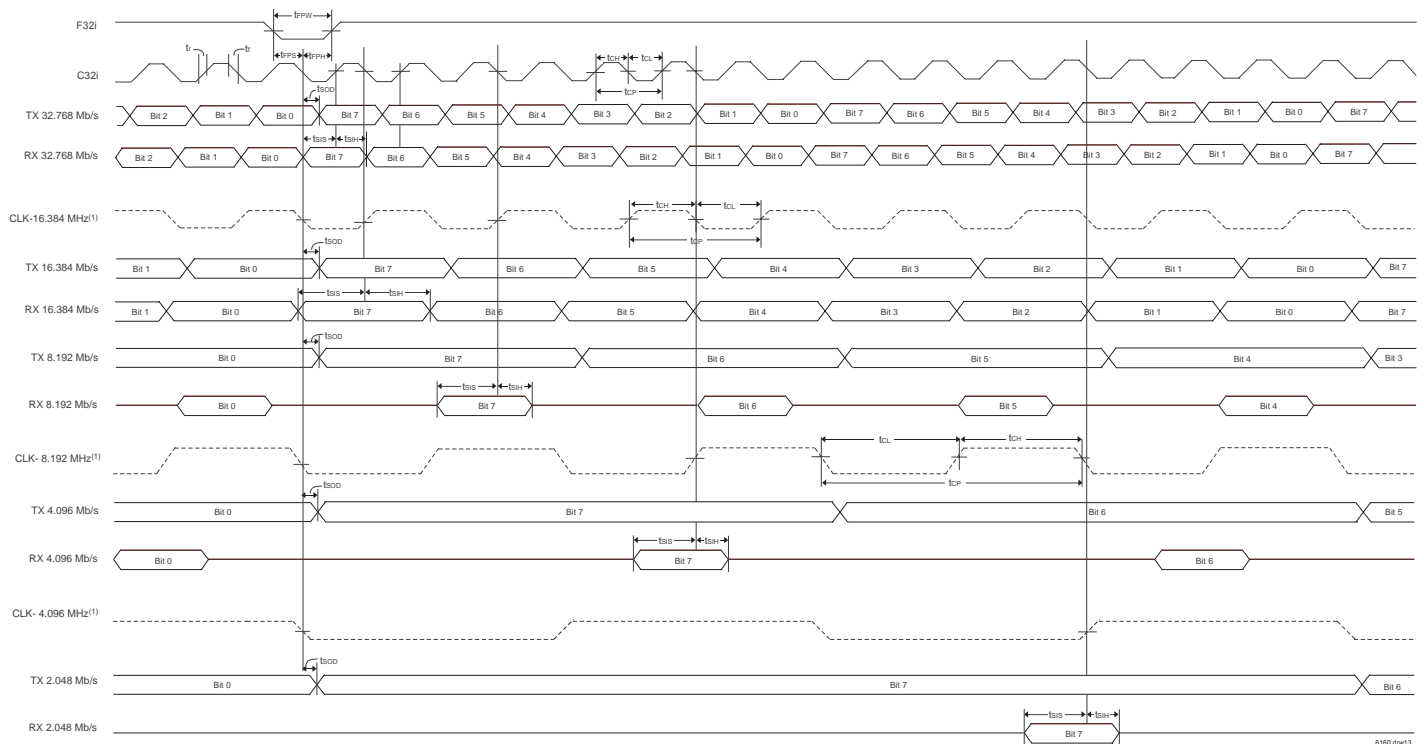 F32i
tFPW
tFPS tFPH
tr tf
C32i
tCH tCL
tCP
tSOD
TX 32.768 Mb/s Bit 2 Bit 1 Bit 0 Bit 7 Bit 6 Bit 5 Bit 4 Bit 3 Bit 2 Bit 1 Bit 0 Bit 7 Bit 6 Bit 5 Bit 4 Bit 3 Bit 2 Bit 1 Bit 0 Bit 7
tSIS tSIH
RX 32.768 Mb/s Bit 2 Bit 1 Bit 0 Bit 7 Bit 6 Bit 5 Bit 4 Bit 3 Bit 2 Bit 1 Bit 0 Bit 7 Bit 6 Bit 5 Bit 4 Bit 3 Bit 2 Bit 1 Bit 0 Bit 7
tCH tCL
CLK-16.384 MHz(1)
tCP
tSOD
TX 16.384 Mb/s Bit 1 Bit 0 Bit 7 Bit 6 Bit 5 Bit 4 Bit 3 Bit 2 Bit 1 Bit 0 Bit 7
tSIS tSIH
RX 16.384 Mb/s Bit 1 Bit 0 Bit 7 Bit 6 Bit 5 Bit 4 Bit 3 Bit 2 Bit 1 Bit 0 Bit 7
tSOD
TX 8.192 Mb/s Bit 0 Bit 7 Bit 6 Bit 5 Bit 4 Bit 3
tSIS tSIH
RX 8.192 Mb/s Bit 0 Bit 7 Bit 6 Bit 5 Bit 4
tCL tCH
CLK- 8.192 MHz(1)
tCP
tSOD
TX 4.096 Mb/s Bit 0 Bit 7 Bit 6 Bit 5
tSIS tSIH
RX 4.096 Mb/s Bit 0 Bit 7 Bit 6
CLK- 4.096 MHz(1)
tSOD
TX 2.048 Mb/s Bit 0 Bit 7 Bit 6
tSIS tSIH
RX 2.048 Mb/s Bit 7
6160 drw13